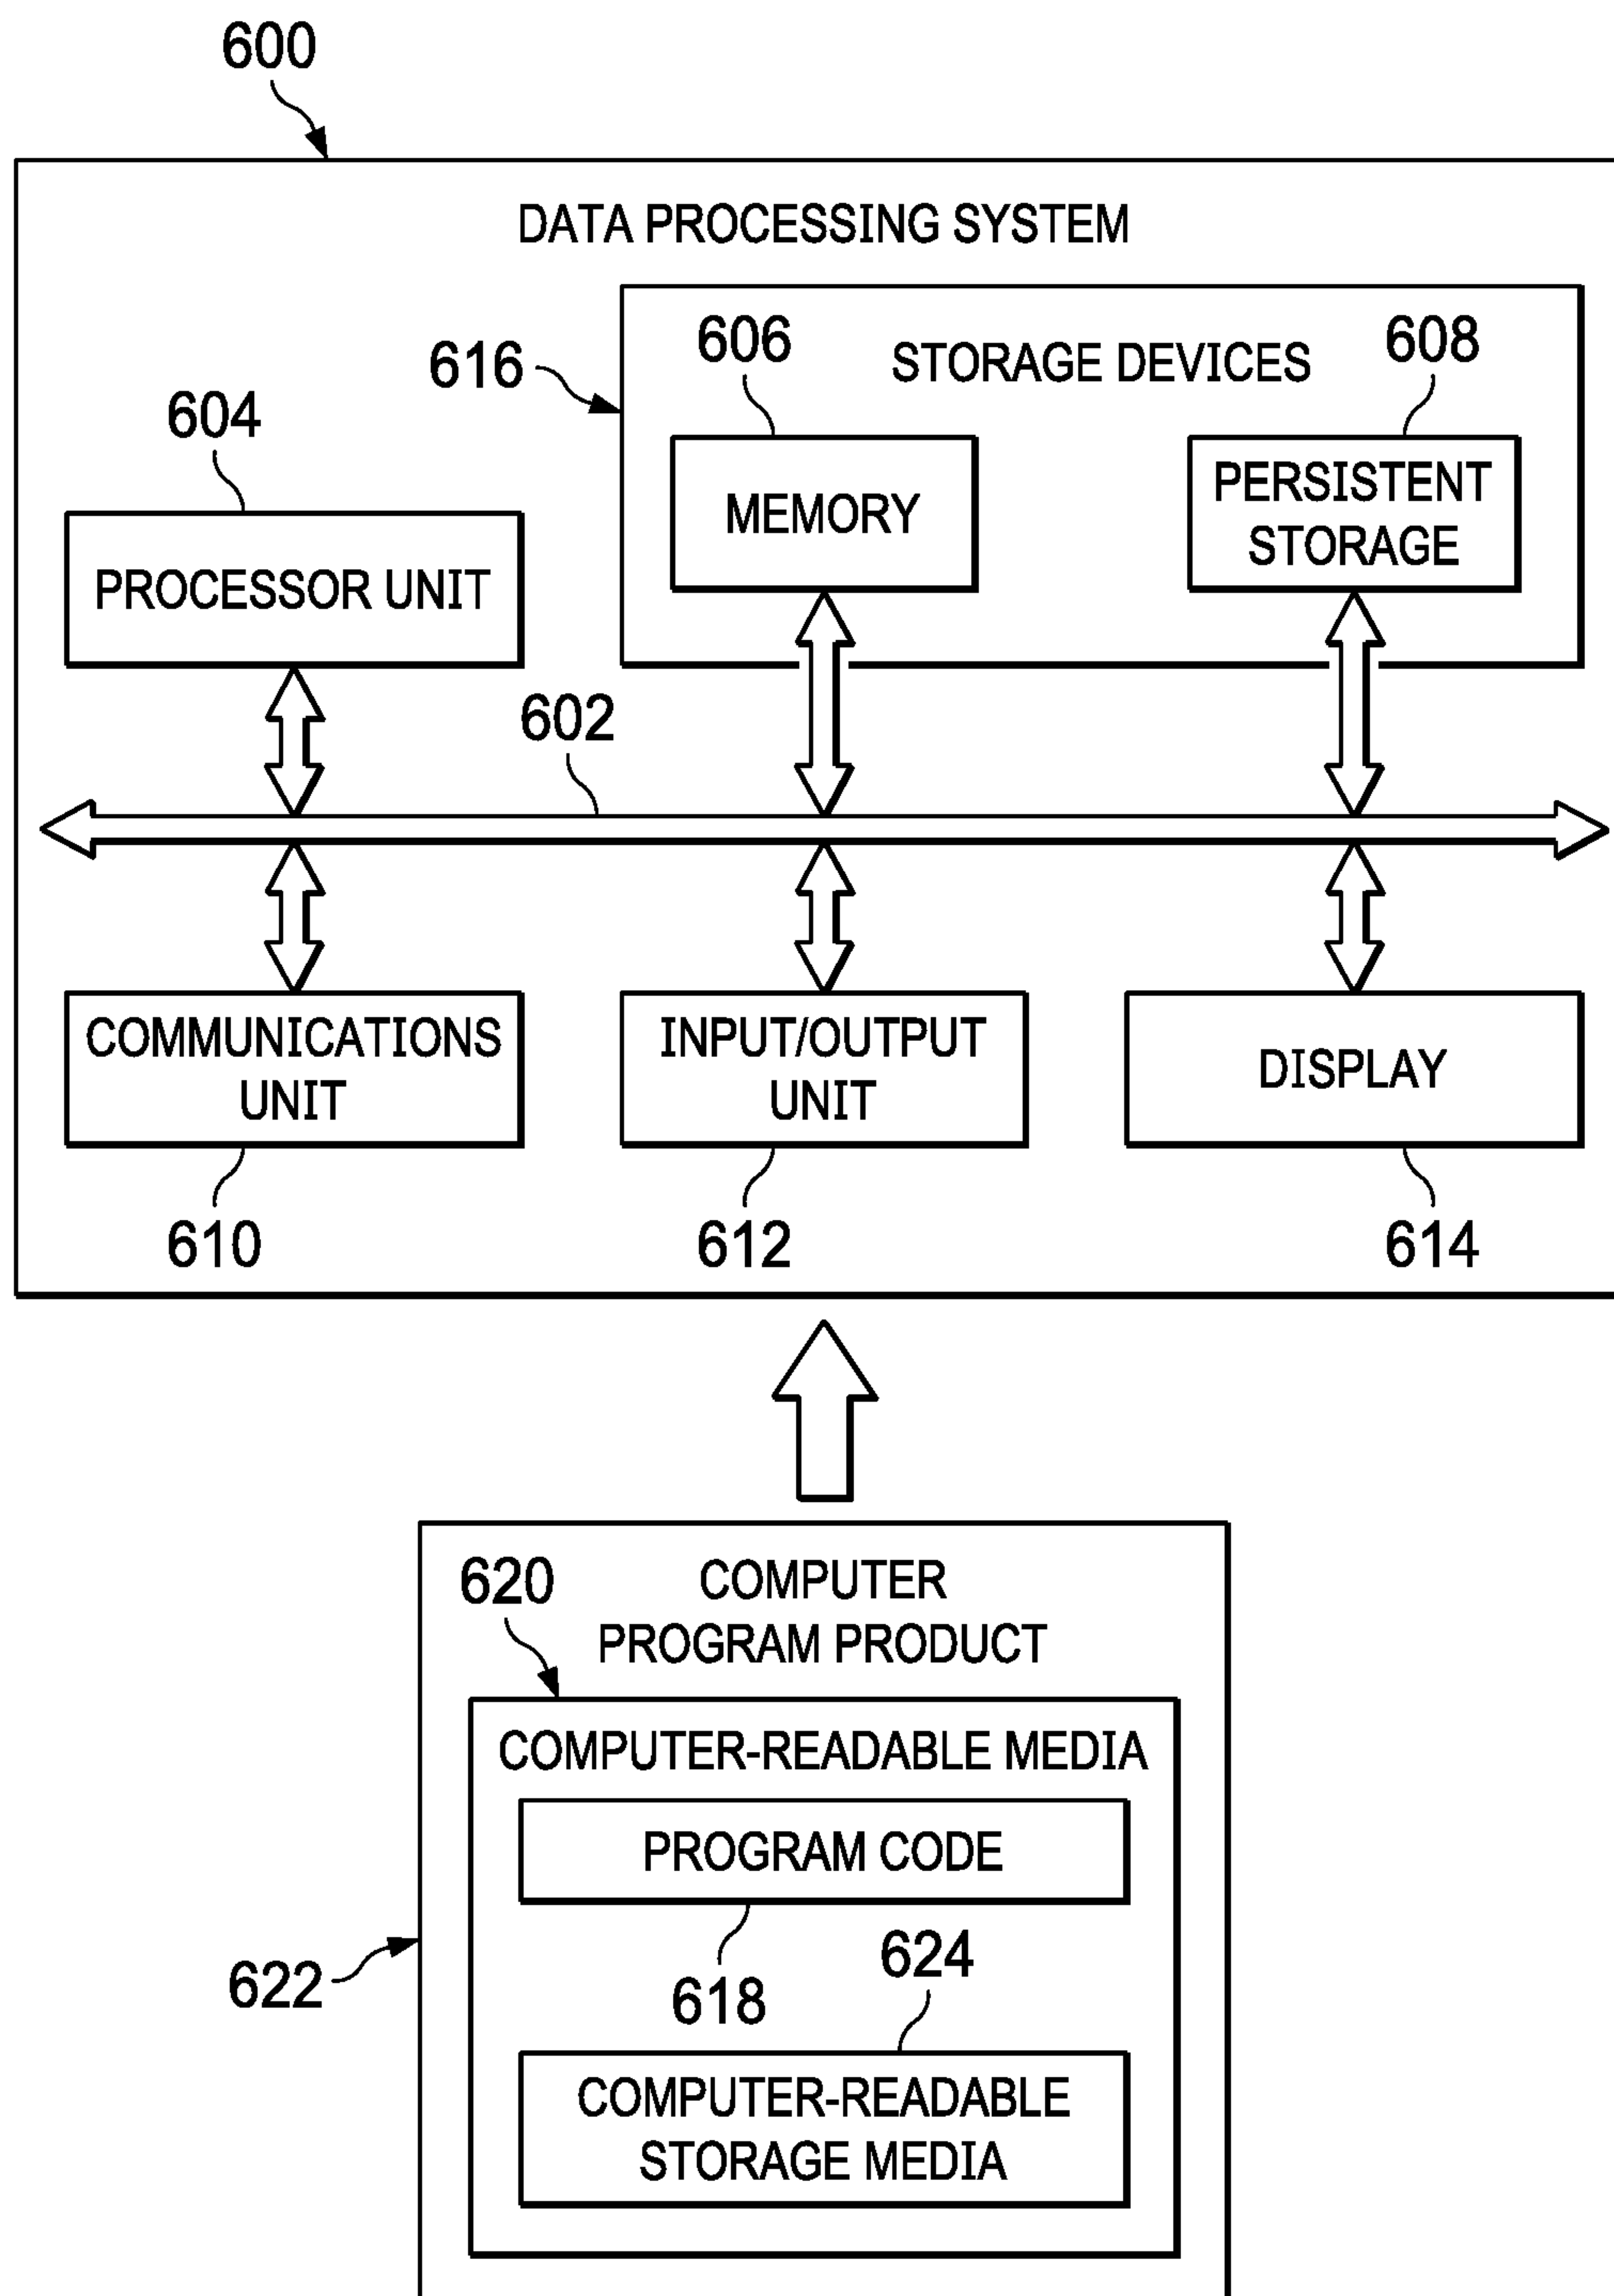 600
DATA PROCESSING SYSTEM
616
606
STORAGE DEVICES
608
604
MEMORY
PERSISTENT
STORAGE
PROCESSOR UNIT
602
COMMUNICATIONS
UNIT
INPUT/OUTPUT
UNIT
DISPLAY
610
612
614
620
COMPUTER
PROGRAM PRODUCT
COMPUTER-READABLE MEDIA
PROGRAM CODE
622
618
624
COMPUTER-READABLE
STORAGE MEDIA